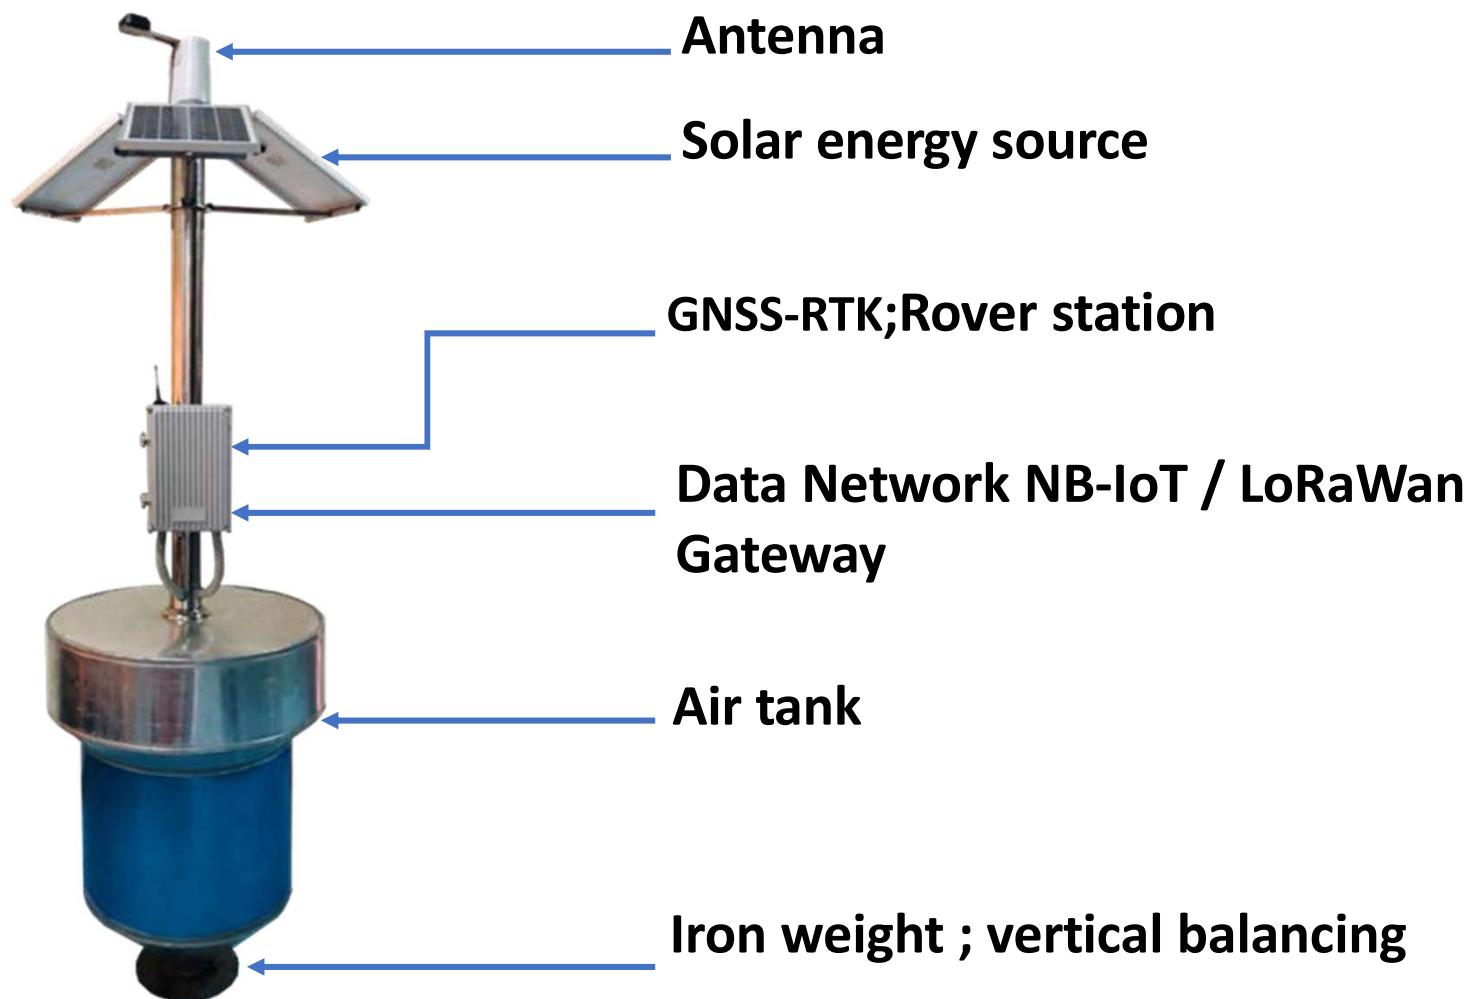 Antenna
Solar energy source
GNSS-RTK;Rover station
Data Network NB-IoT / LoRaWan
Gateway
Air tank
Iron weight ; vertical balancing